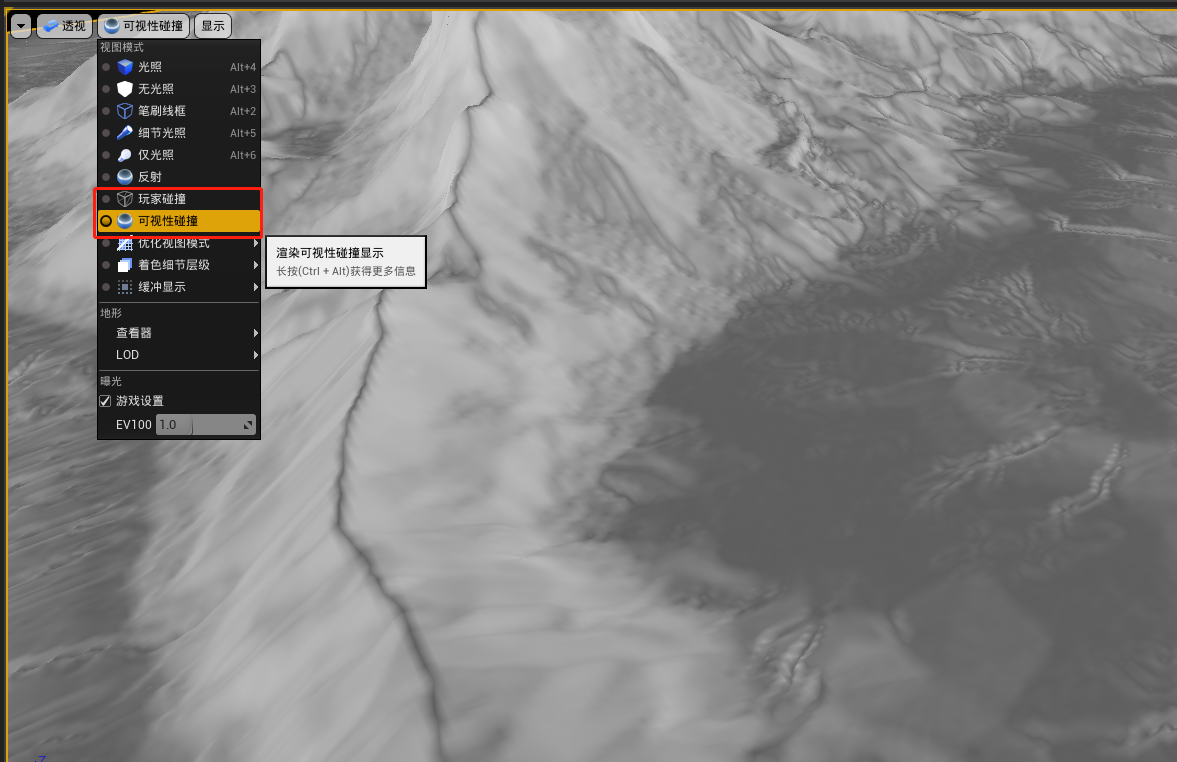 透视 可视性碰撞 显示
视图模式
光照 Alt+4
无光照 Alt+3
笔刷线框 Alt+2
细节光照 Alt+5
仅光照 Alt+6
反射
玩家碰撞
可视性碰撞
优化视图模式
渲染可视性碰撞显示
长按(Ctrl + Alt)获得更多信息
着色细节层级
缓冲显示
地形
查看器
LOD
曝光
游戏设置
EV100 1.0
Z